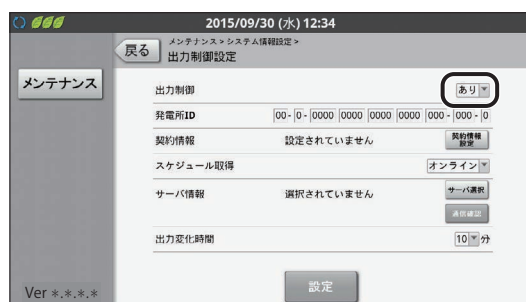 2015/09/30 (水) 12:34
戻る
メンテナンス > システム情報設定 >
出力制御設定
メンテナンス
出力制御 あり
発電所ID 00 - 0 - 0000 0000 0000 0000 000 - 000 - 0
契約情報 設定されていません 契約情報
設定
スケジュール取得 オンライン
サーバ情報 選択されていません サーバ選択
通信確認
出力変化時間 10 分
設定
Ver *.*.*.*